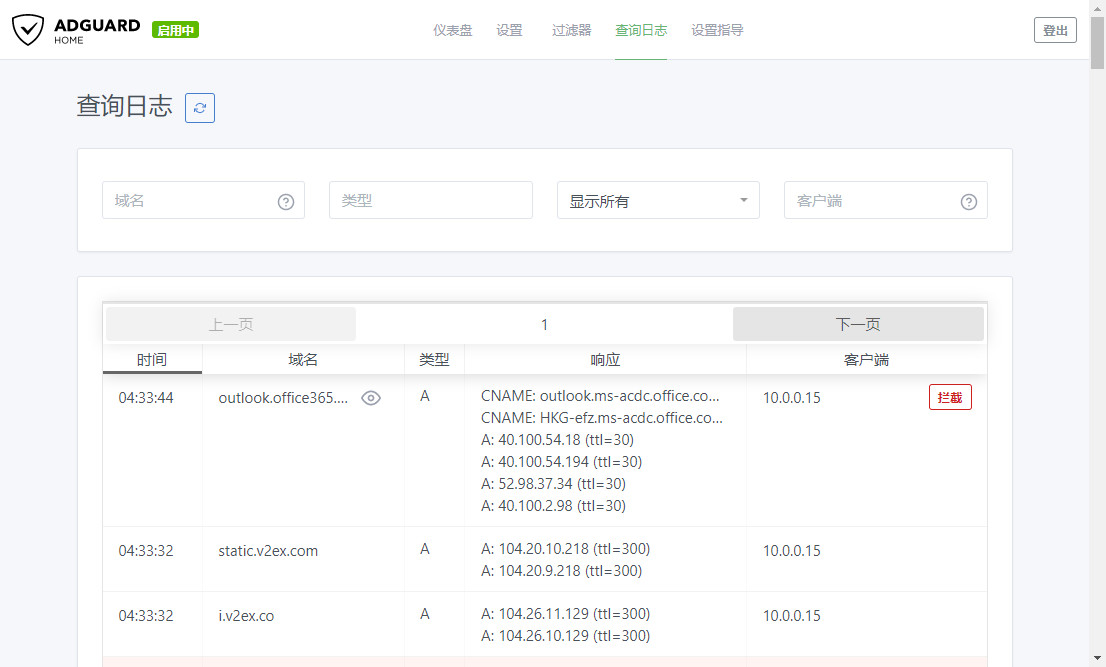 ADGUARD
HOME
启用中
仪表盘 设置 过滤器 查询日志 设置指导
登出
查询日志
域名 类型 显示所有 客户端
上一页 1 下一页
时间 域名 类型 响应 客户端
04:33:44 outlook.office365.... A CNAME: outlook.ms-acdc.office.co... 10.0.0.15 拦截
CNAME: HKG-efz.ms-acdc.office.co...
A: 40.100.54.18 (ttl=30)
A: 40.100.54.194 (ttl=30)
A: 52.98.37.34 (ttl=30)
A: 40.100.2.98 (ttl=30)
04:33:32 static.v2ex.com A A: 104.20.10.218 (ttl=300) 10.0.0.15
A: 104.20.9.218 (ttl=300)
04:33:32 i.v2ex.co A A: 104.26.11.129 (ttl=300) 10.0.0.15
A: 104.26.10.129 (ttl=300)